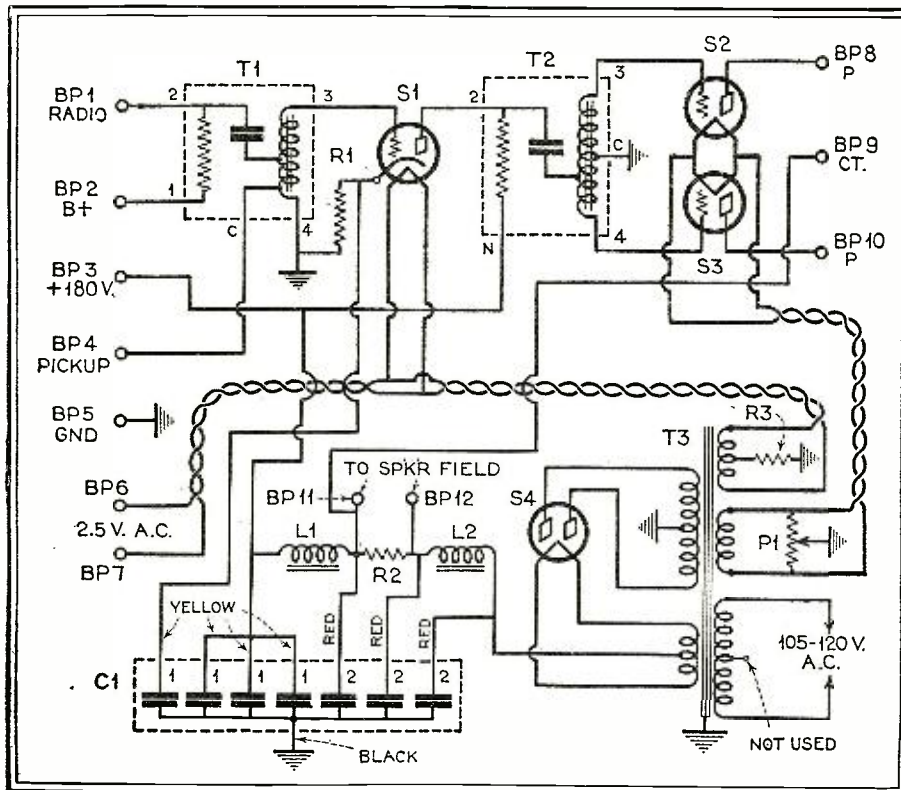 T1
S1
T2
S2
3
BP8
P
BP1
RADIO
2
3
2
C
BP9
CT.
R1
BP2
B+
1
C
4
N
4
S3
BP10
P
BP3
+180V.
BP4
PICKUP
BP5
GND
R3
T3
BP6
2.5 V. A.C.
BP7
TO SPKR FIELD
BP11
BP12
S4
L1
R2
L2
P1
YELLOW
RED
RED
RED
105-120 V.
A.C.
C1
1
1
1
1
2
2
2
BLACK
NOT USED